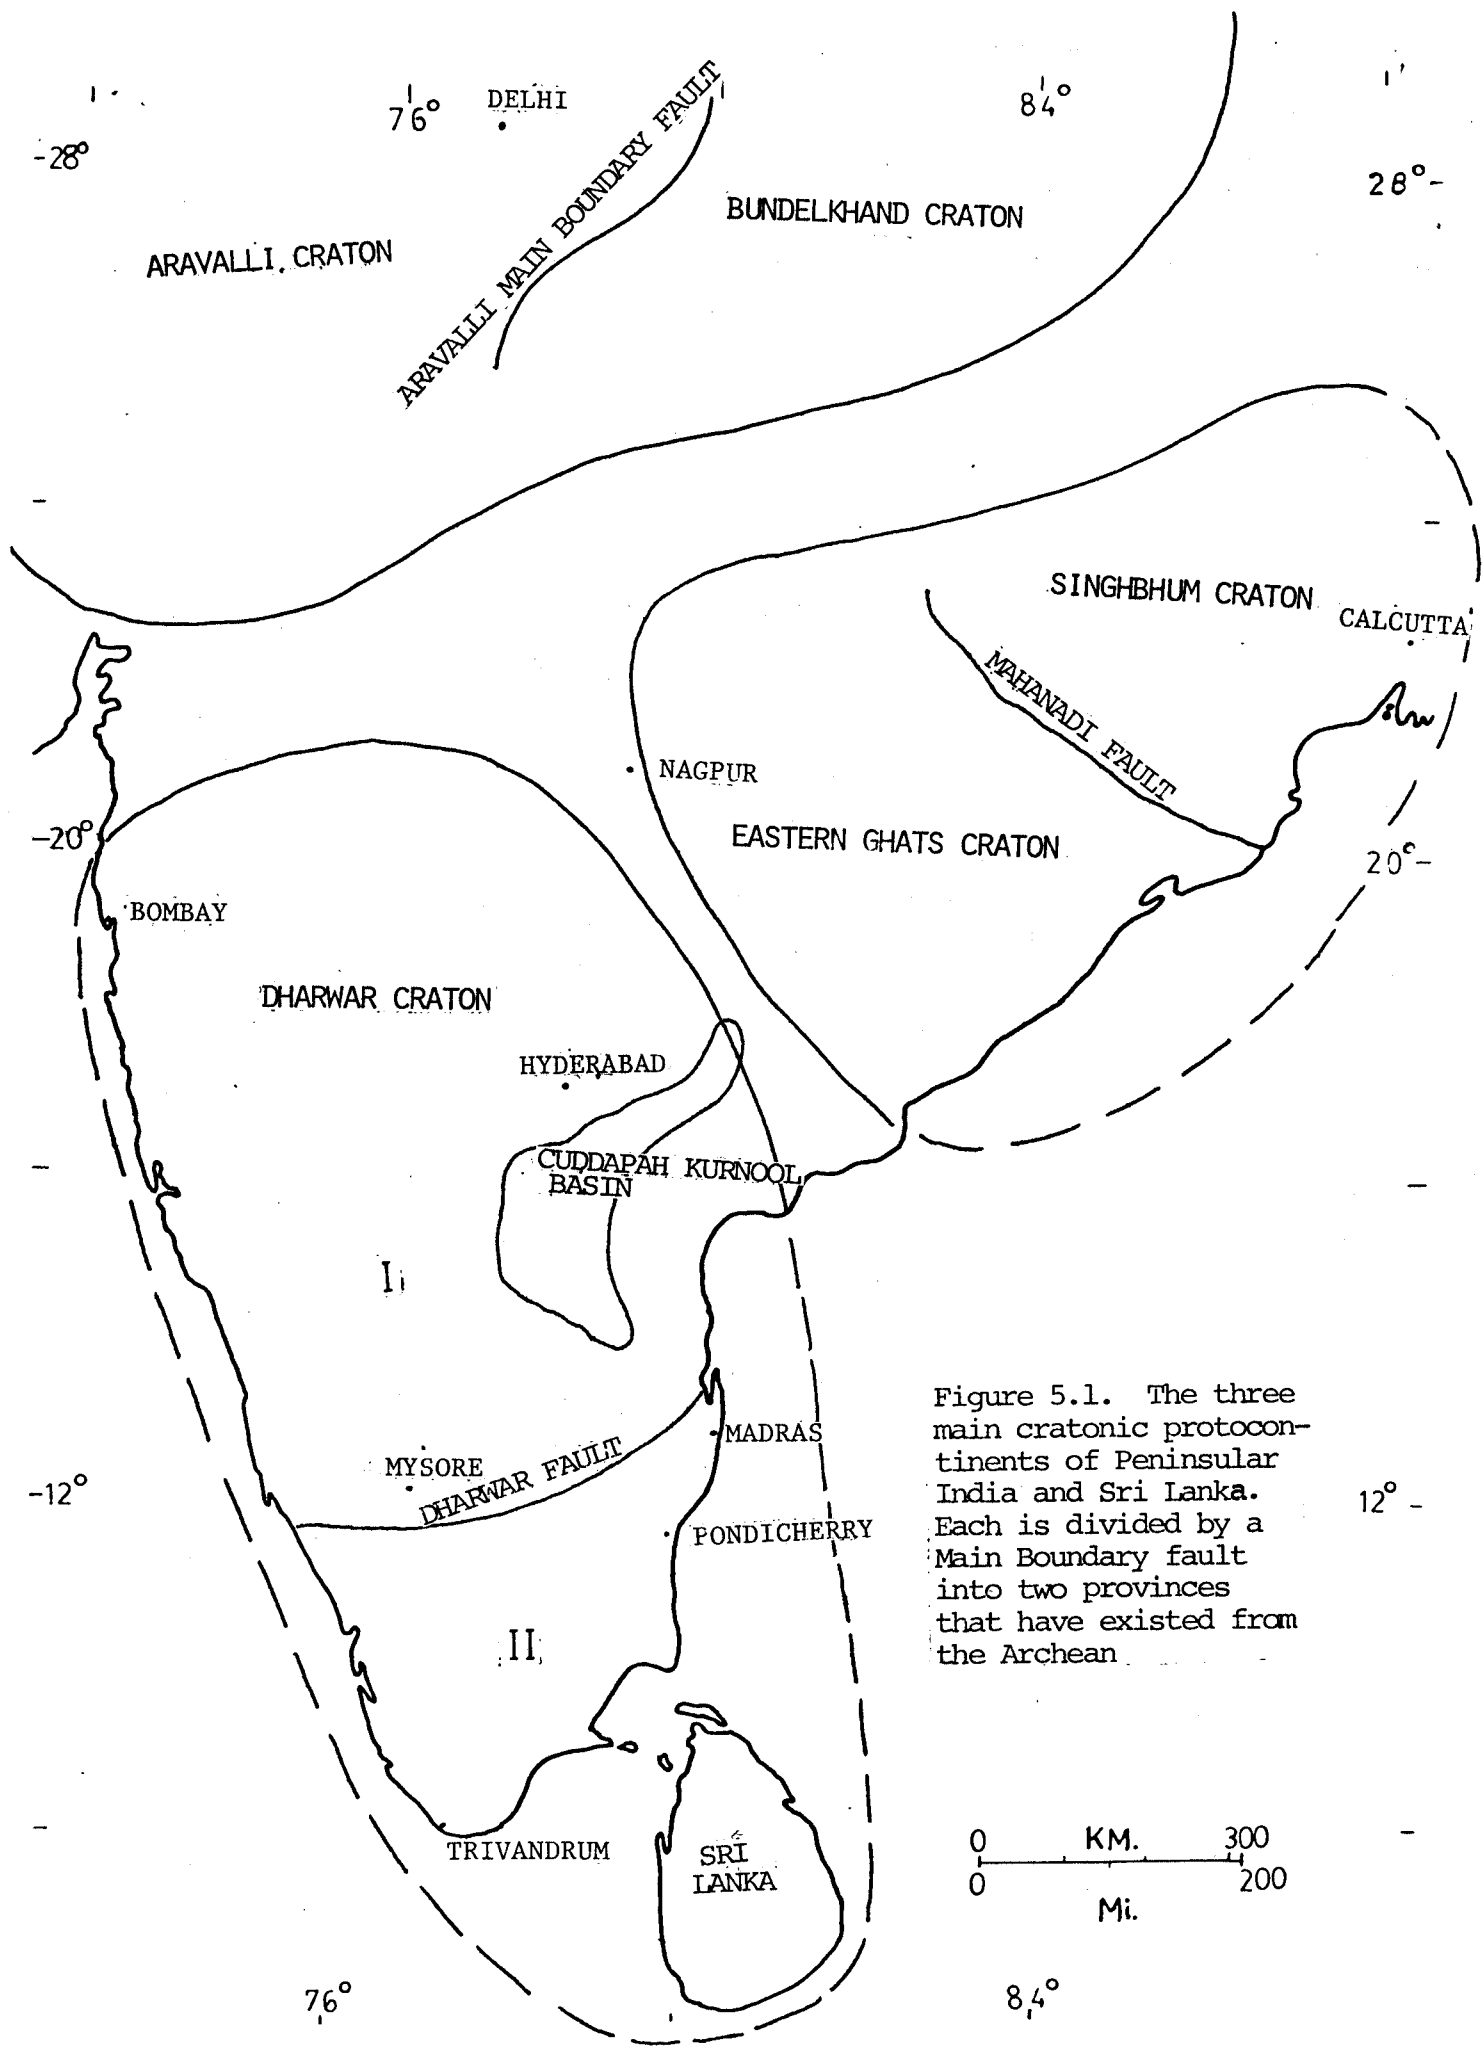 76°
DELHI
84°
-28°
28°-
ARAVALLI MAIN BOUNDARY FAULT
BUNDELKHAND CRATON
ARAVALLI CRATON
SINGHBHUM CRATON
CALCUTTA
MAHANADI FAULT
NAGPUR
-20°
EASTERN GHATS CRATON
20°-
BOMBAY
DHARWAR CRATON
HYDERABAD
CUDDAPAH KURNOOL
BASIN
I
Figure 5.1. The three
main cratonic protocon-
tinents of Peninsular
India and Sri Lanka.
Each is divided by a
Main Boundary fault
into two provinces
that have existed from
the Archean
MADRAS
MYSORE
DHARWAR FAULT
-12°
12°-
PONDICHERRY
II
TRIVANDRUM
SRI
LANKA
0 KM. 300
0 200
Mi.
76°
84°